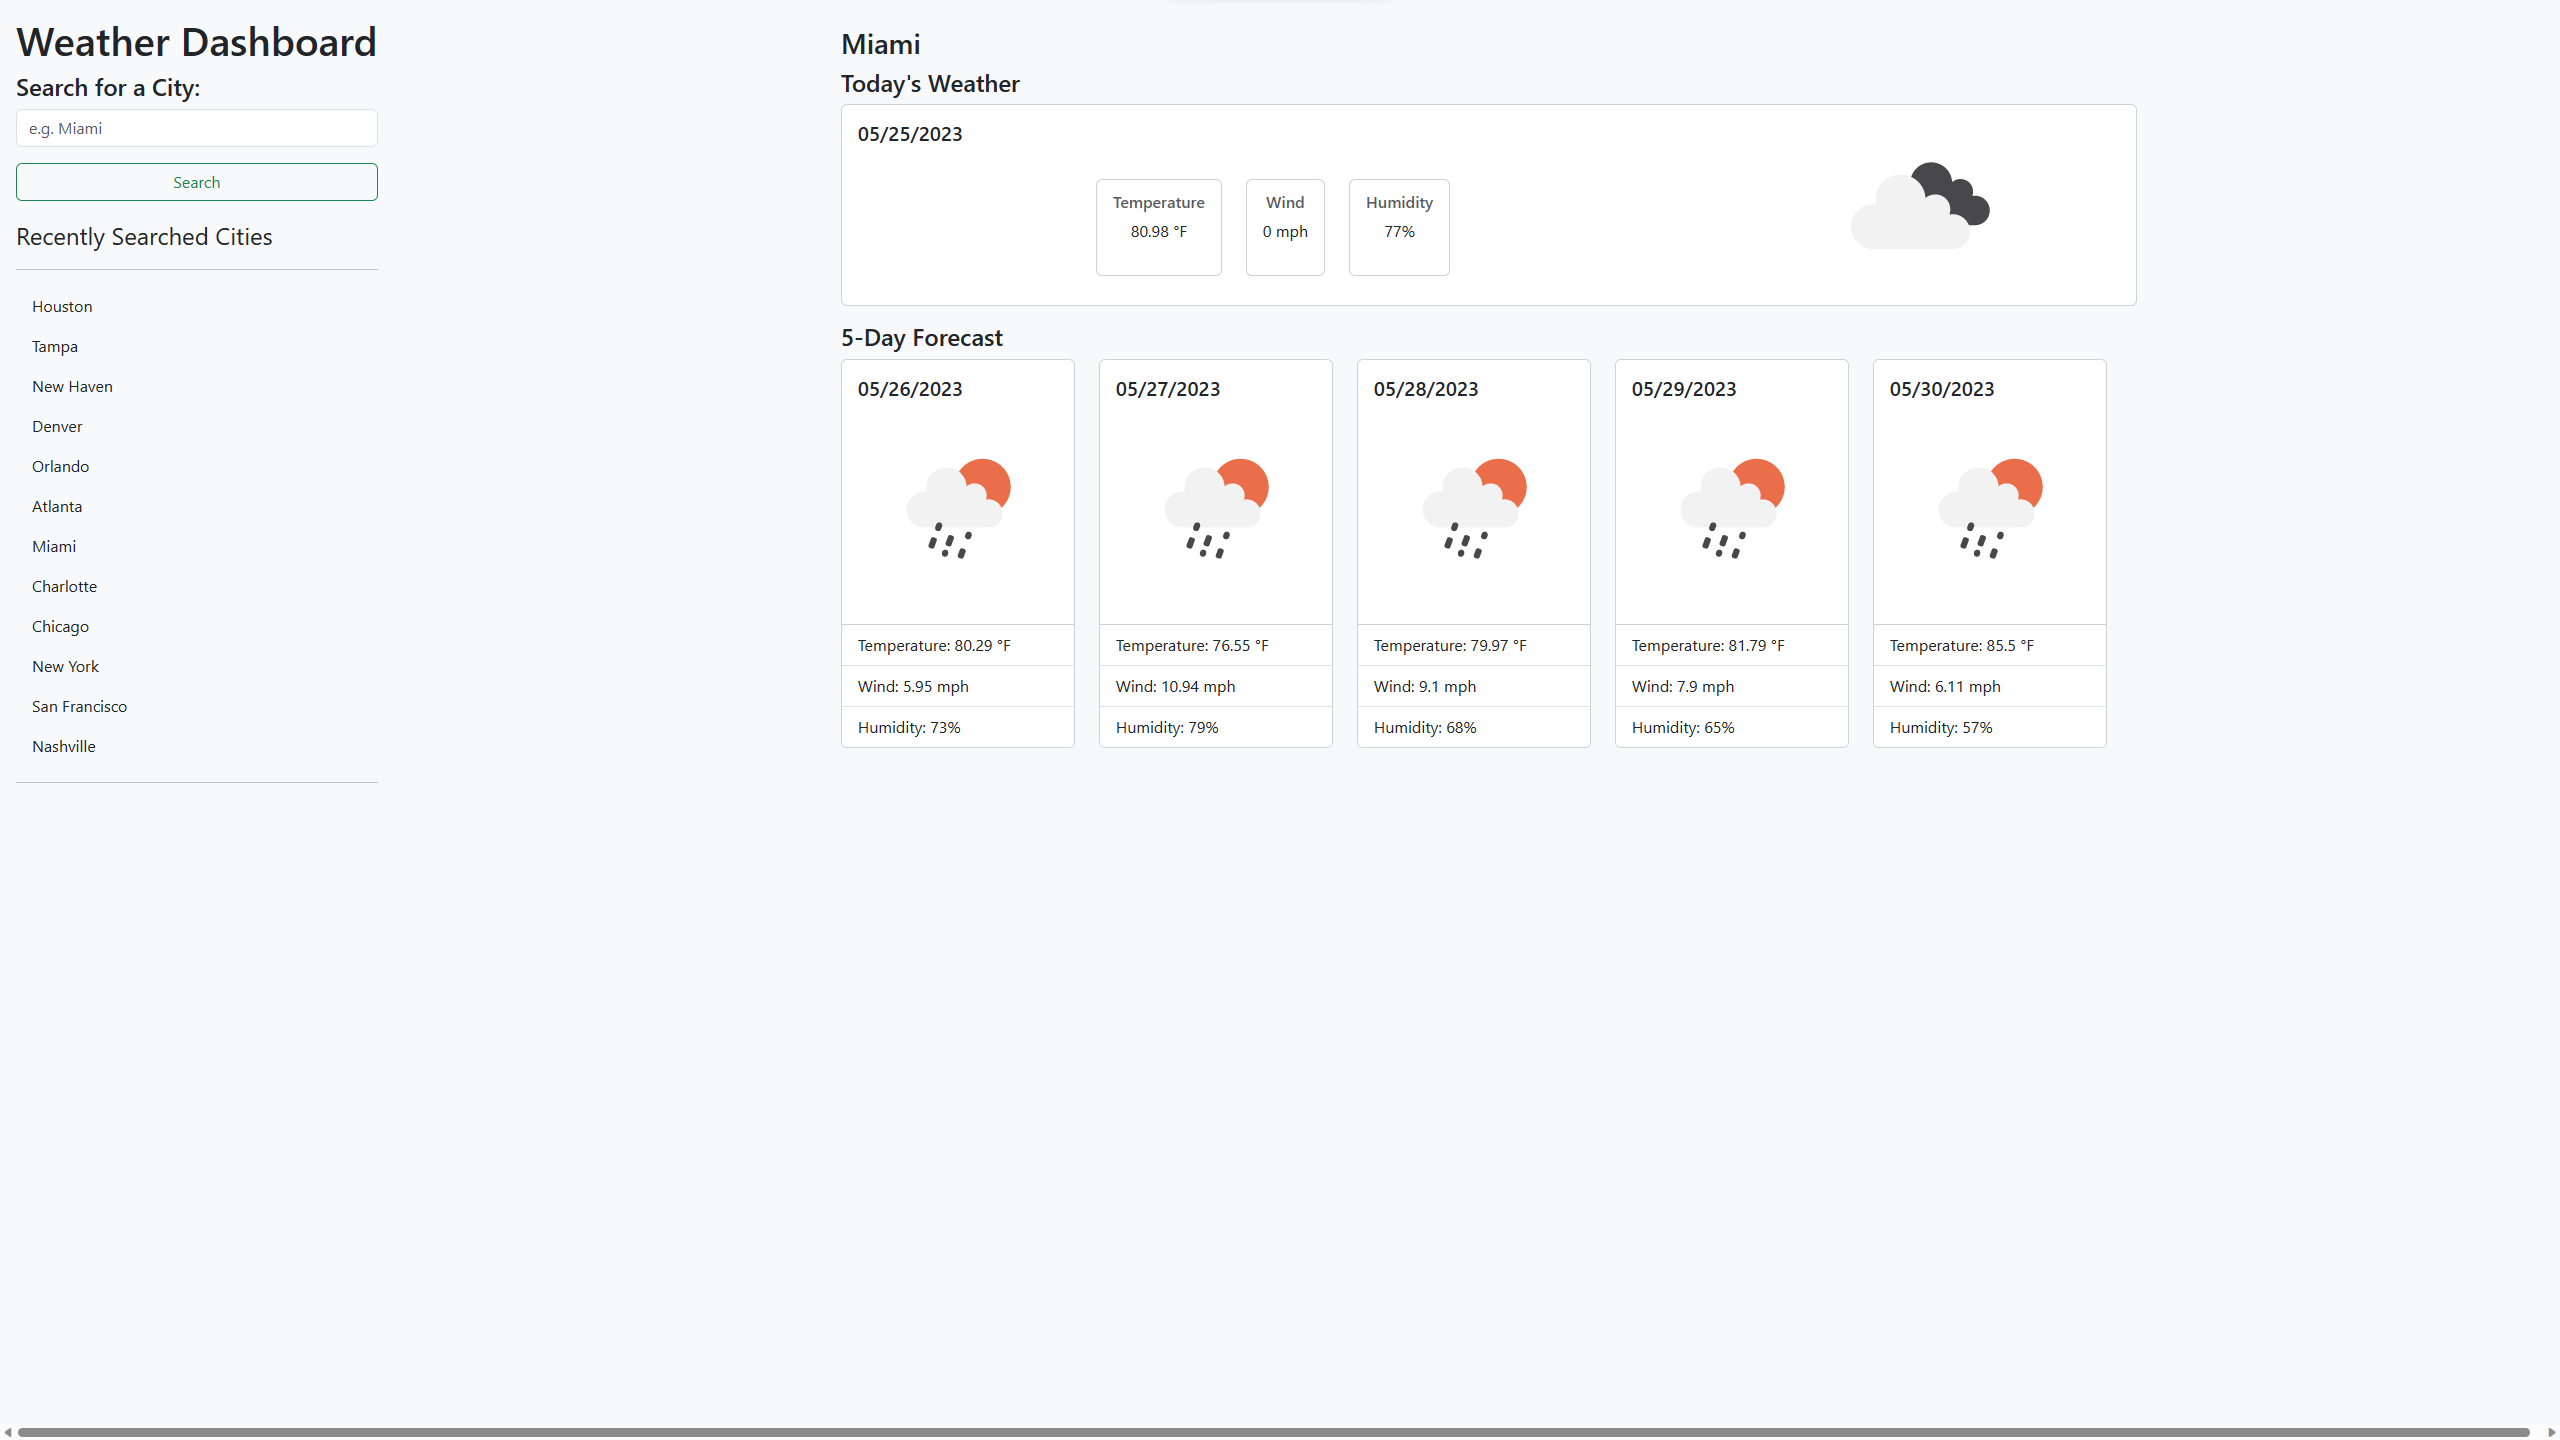 Weather Dashboard
Search for a City:
e.g. Miami
Search
Recently Searched Cities
Houston
Tampa
New Haven
Denver
Orlando
Atlanta
Miami
Charlotte
Chicago
New York
San Francisco
Nashville
Miami
Today's Weather
05/25/2023
Temperature
80.98 °F
Wind
0 mph
Humidity
77%
5-Day Forecast
05/26/2023
Temperature: 80.29 °F
Wind: 5.95 mph
Humidity: 73%
05/27/2023
Temperature: 76.55 °F
Wind: 10.94 mph
Humidity: 79%
05/28/2023
Temperature: 79.97 °F
Wind: 9.1 mph
Humidity: 68%
05/29/2023
Temperature: 81.79 °F
Wind: 7.9 mph
Humidity: 65%
05/30/2023
Temperature: 85.5 °F
Wind: 6.11 mph
Humidity: 57%